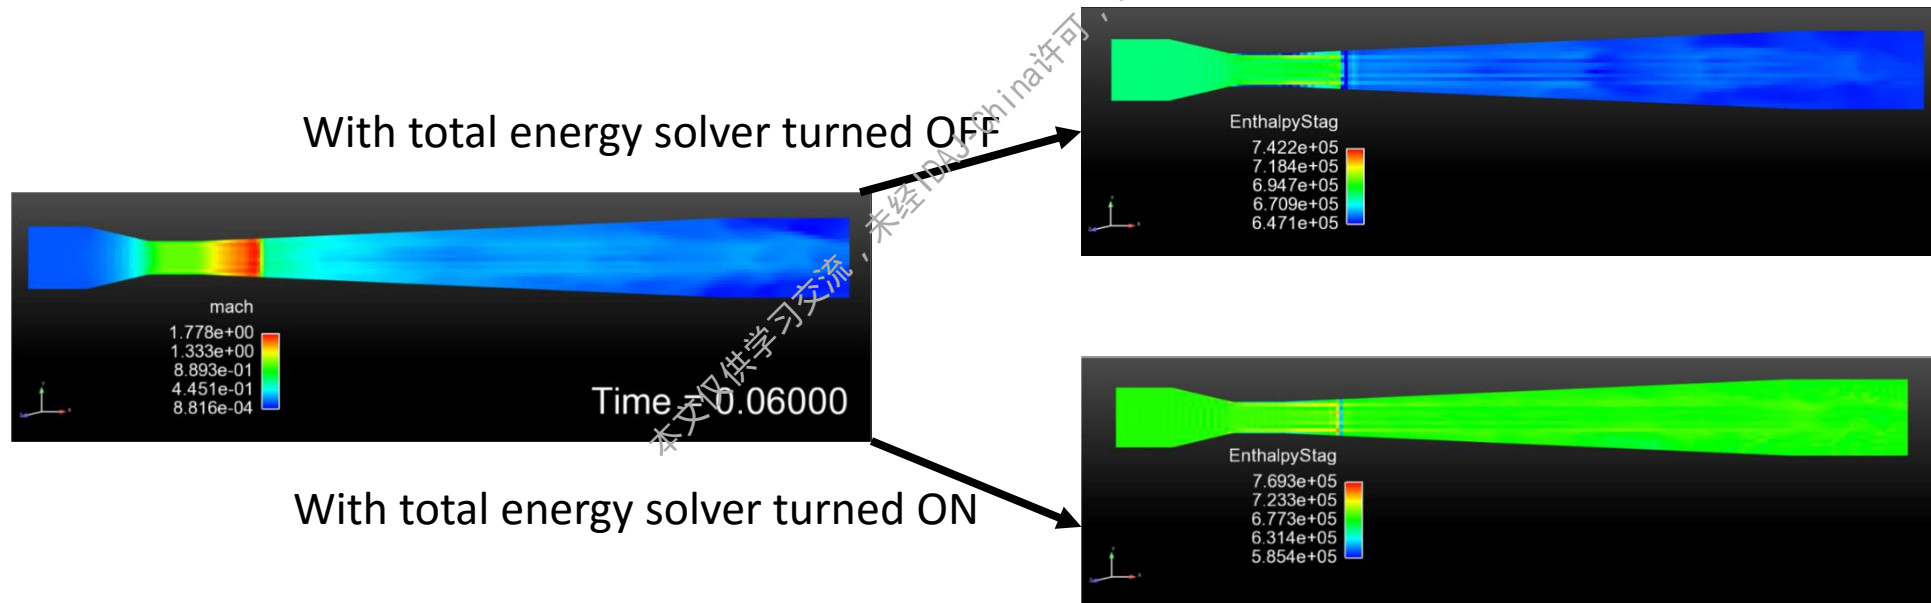 With total energy solver turned OFF
EnthalpyStag
7.422e+05
7.184e+05
6.947e+05
6.709e+05
6.471e+05
mach
1.778e+00
1.333e+00
8.893e-01
4.451e-01
8.816e-04
Time = 0.06000
With total energy solver turned ON
EnthalpyStag
7.693e+05
7.233e+05
6.773e+05
6.314e+05
5.854e+05
本文仅供学习交流，未经IDAJ-China许可，